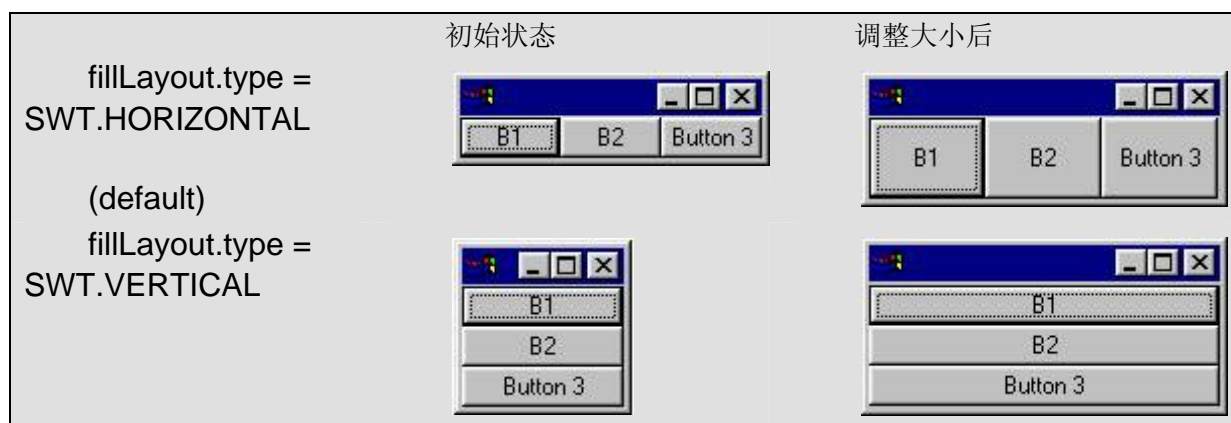 初始状态
调整大小后
fillLayout.type =
SWT.HORIZONTAL
(default)
B1 B2 Button 3
B1 B2 Button 3
fillLayout.type =
SWT.VERTICAL
B1
B2
Button 3
B1
B2
Button 3